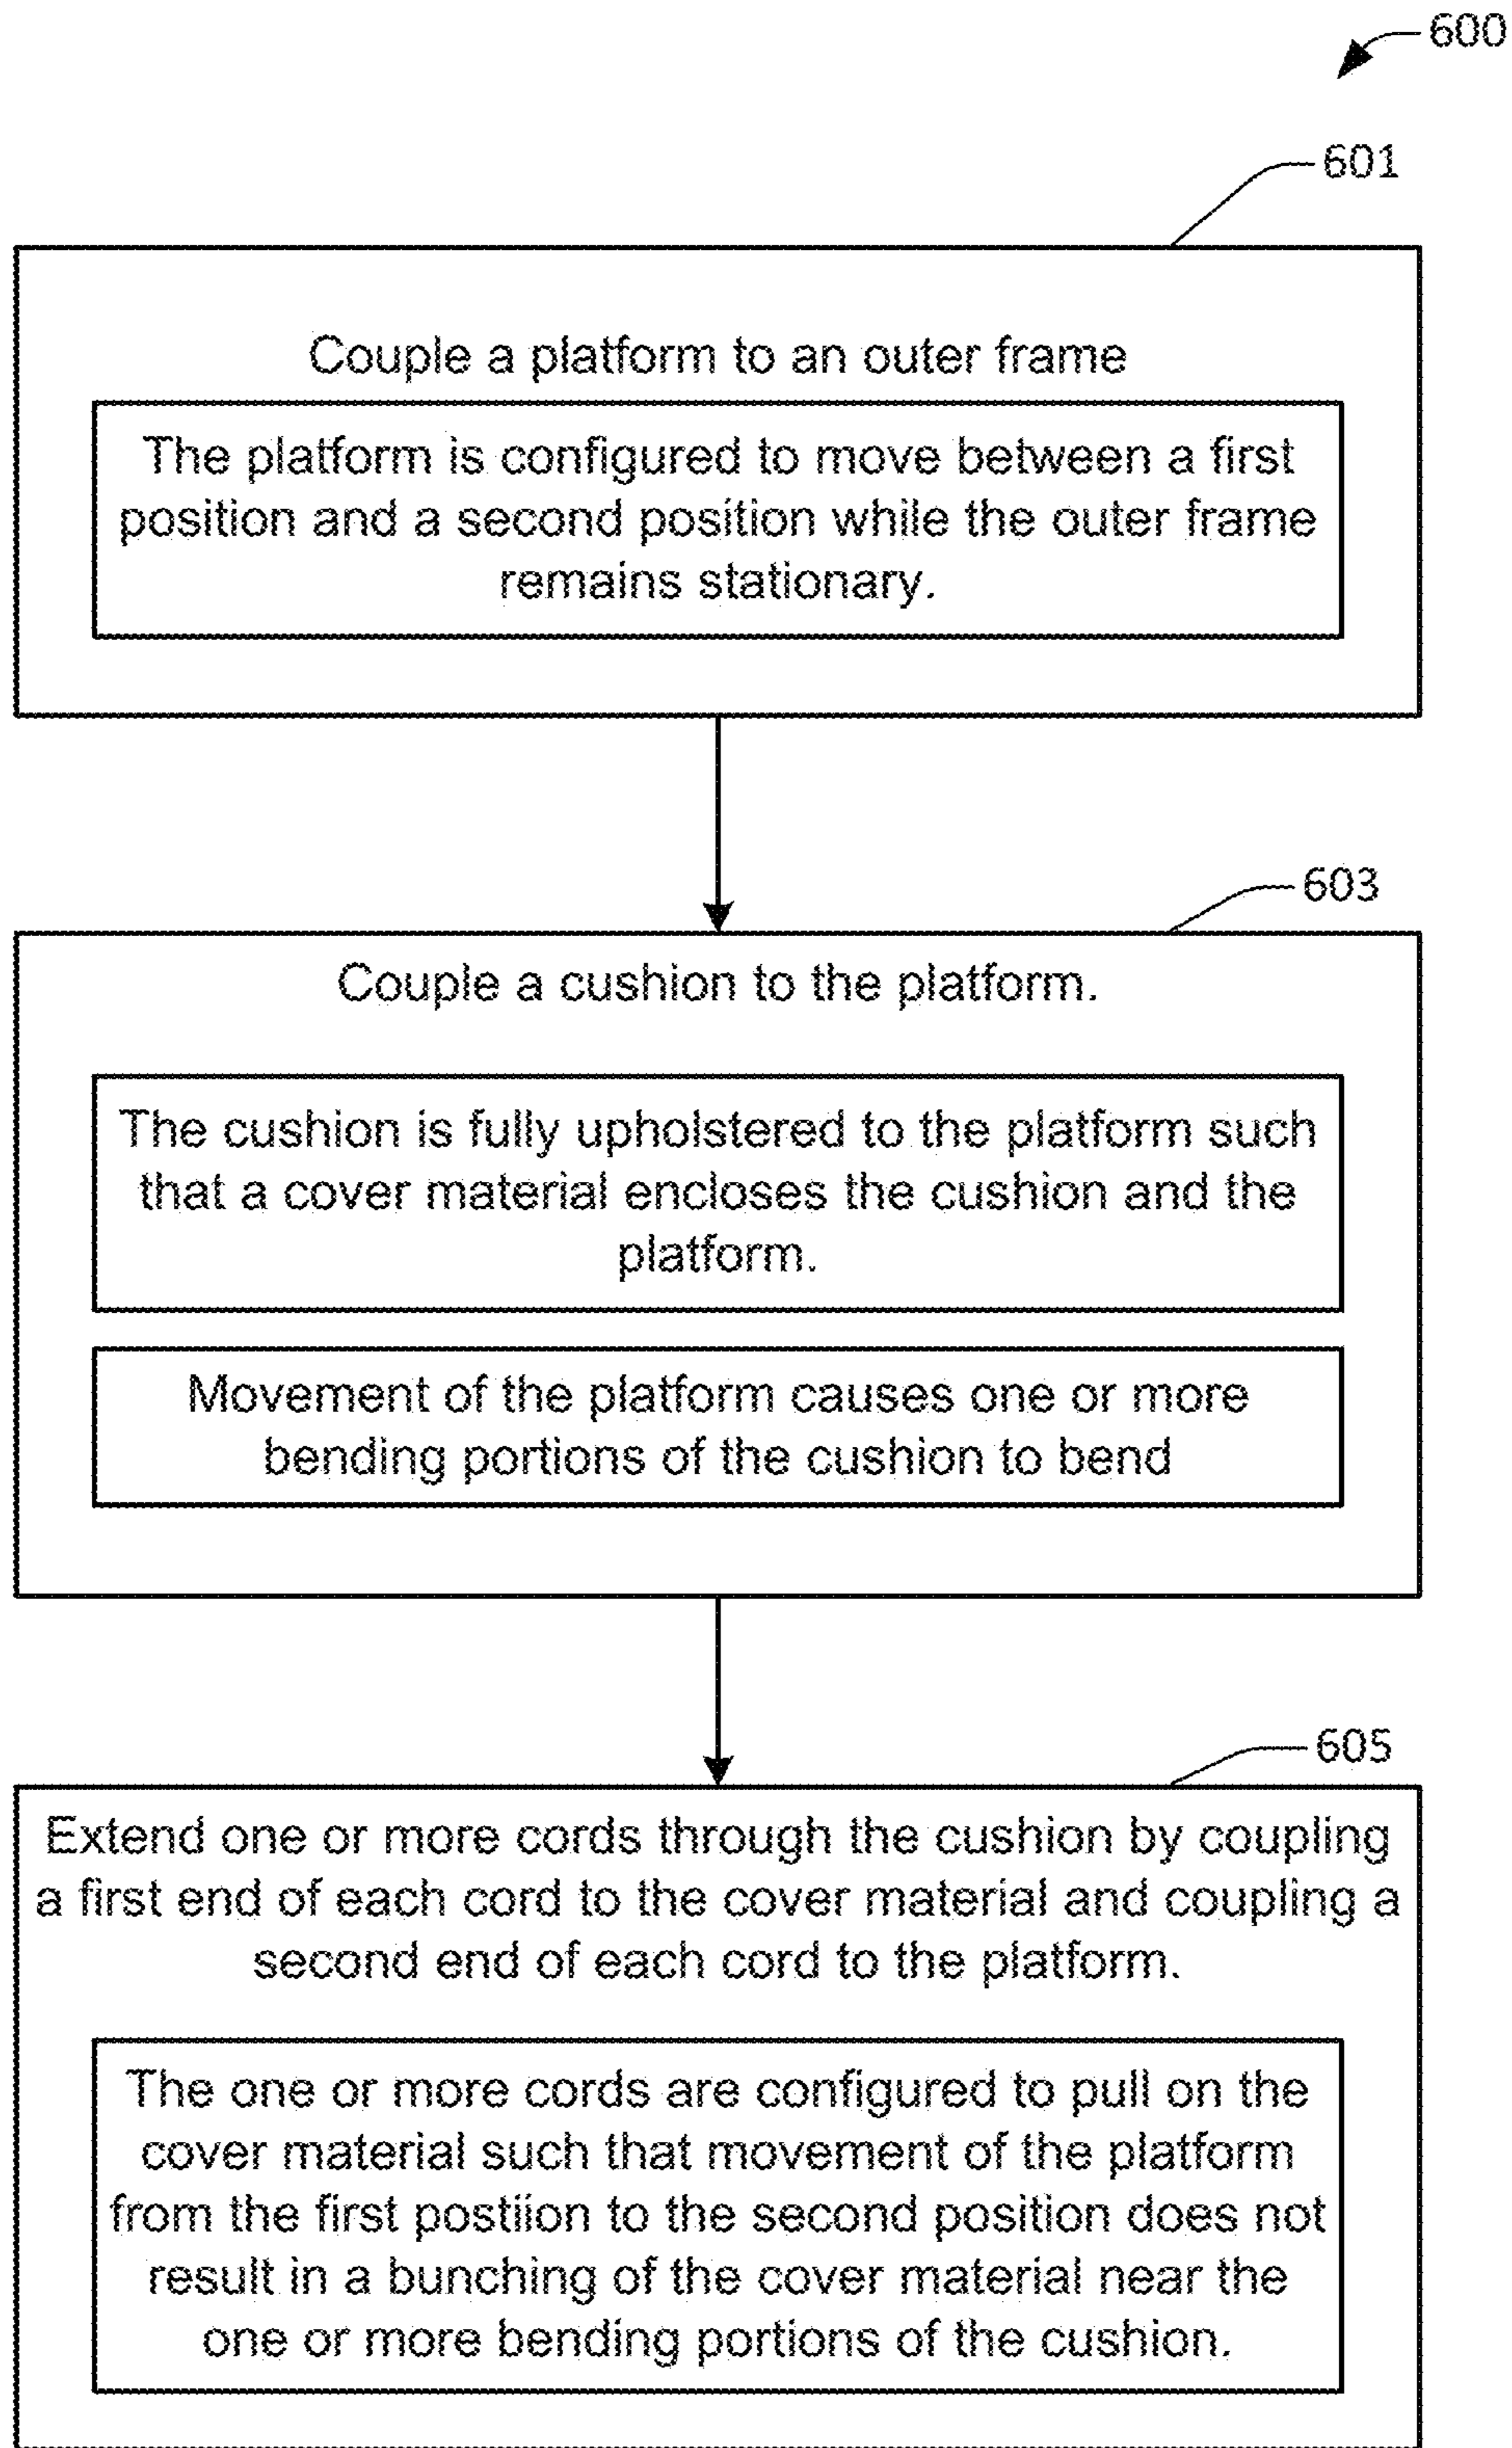 600
601
Couple a platform to an outer frame
The platform is configured to move between a first
position and a second position while the outer frame
remains stationary.
603
Couple a cushion to the platform.
The cushion is fully upholstered to the platform such
that a cover material encloses the cushion and the
platform.
Movement of the platform causes one or more
bending portions of the cushion to bend
605
Extend one or more cords through the cushion by coupling
a first end of each cord to the cover material and coupling a
second end of each cord to the platform.
The one or more cords are configured to pull on the
cover material such that movement of the platform
from the first postiion to the second position does not
result in a bunching of the cover material near the
one or more bending portions of the cushion.